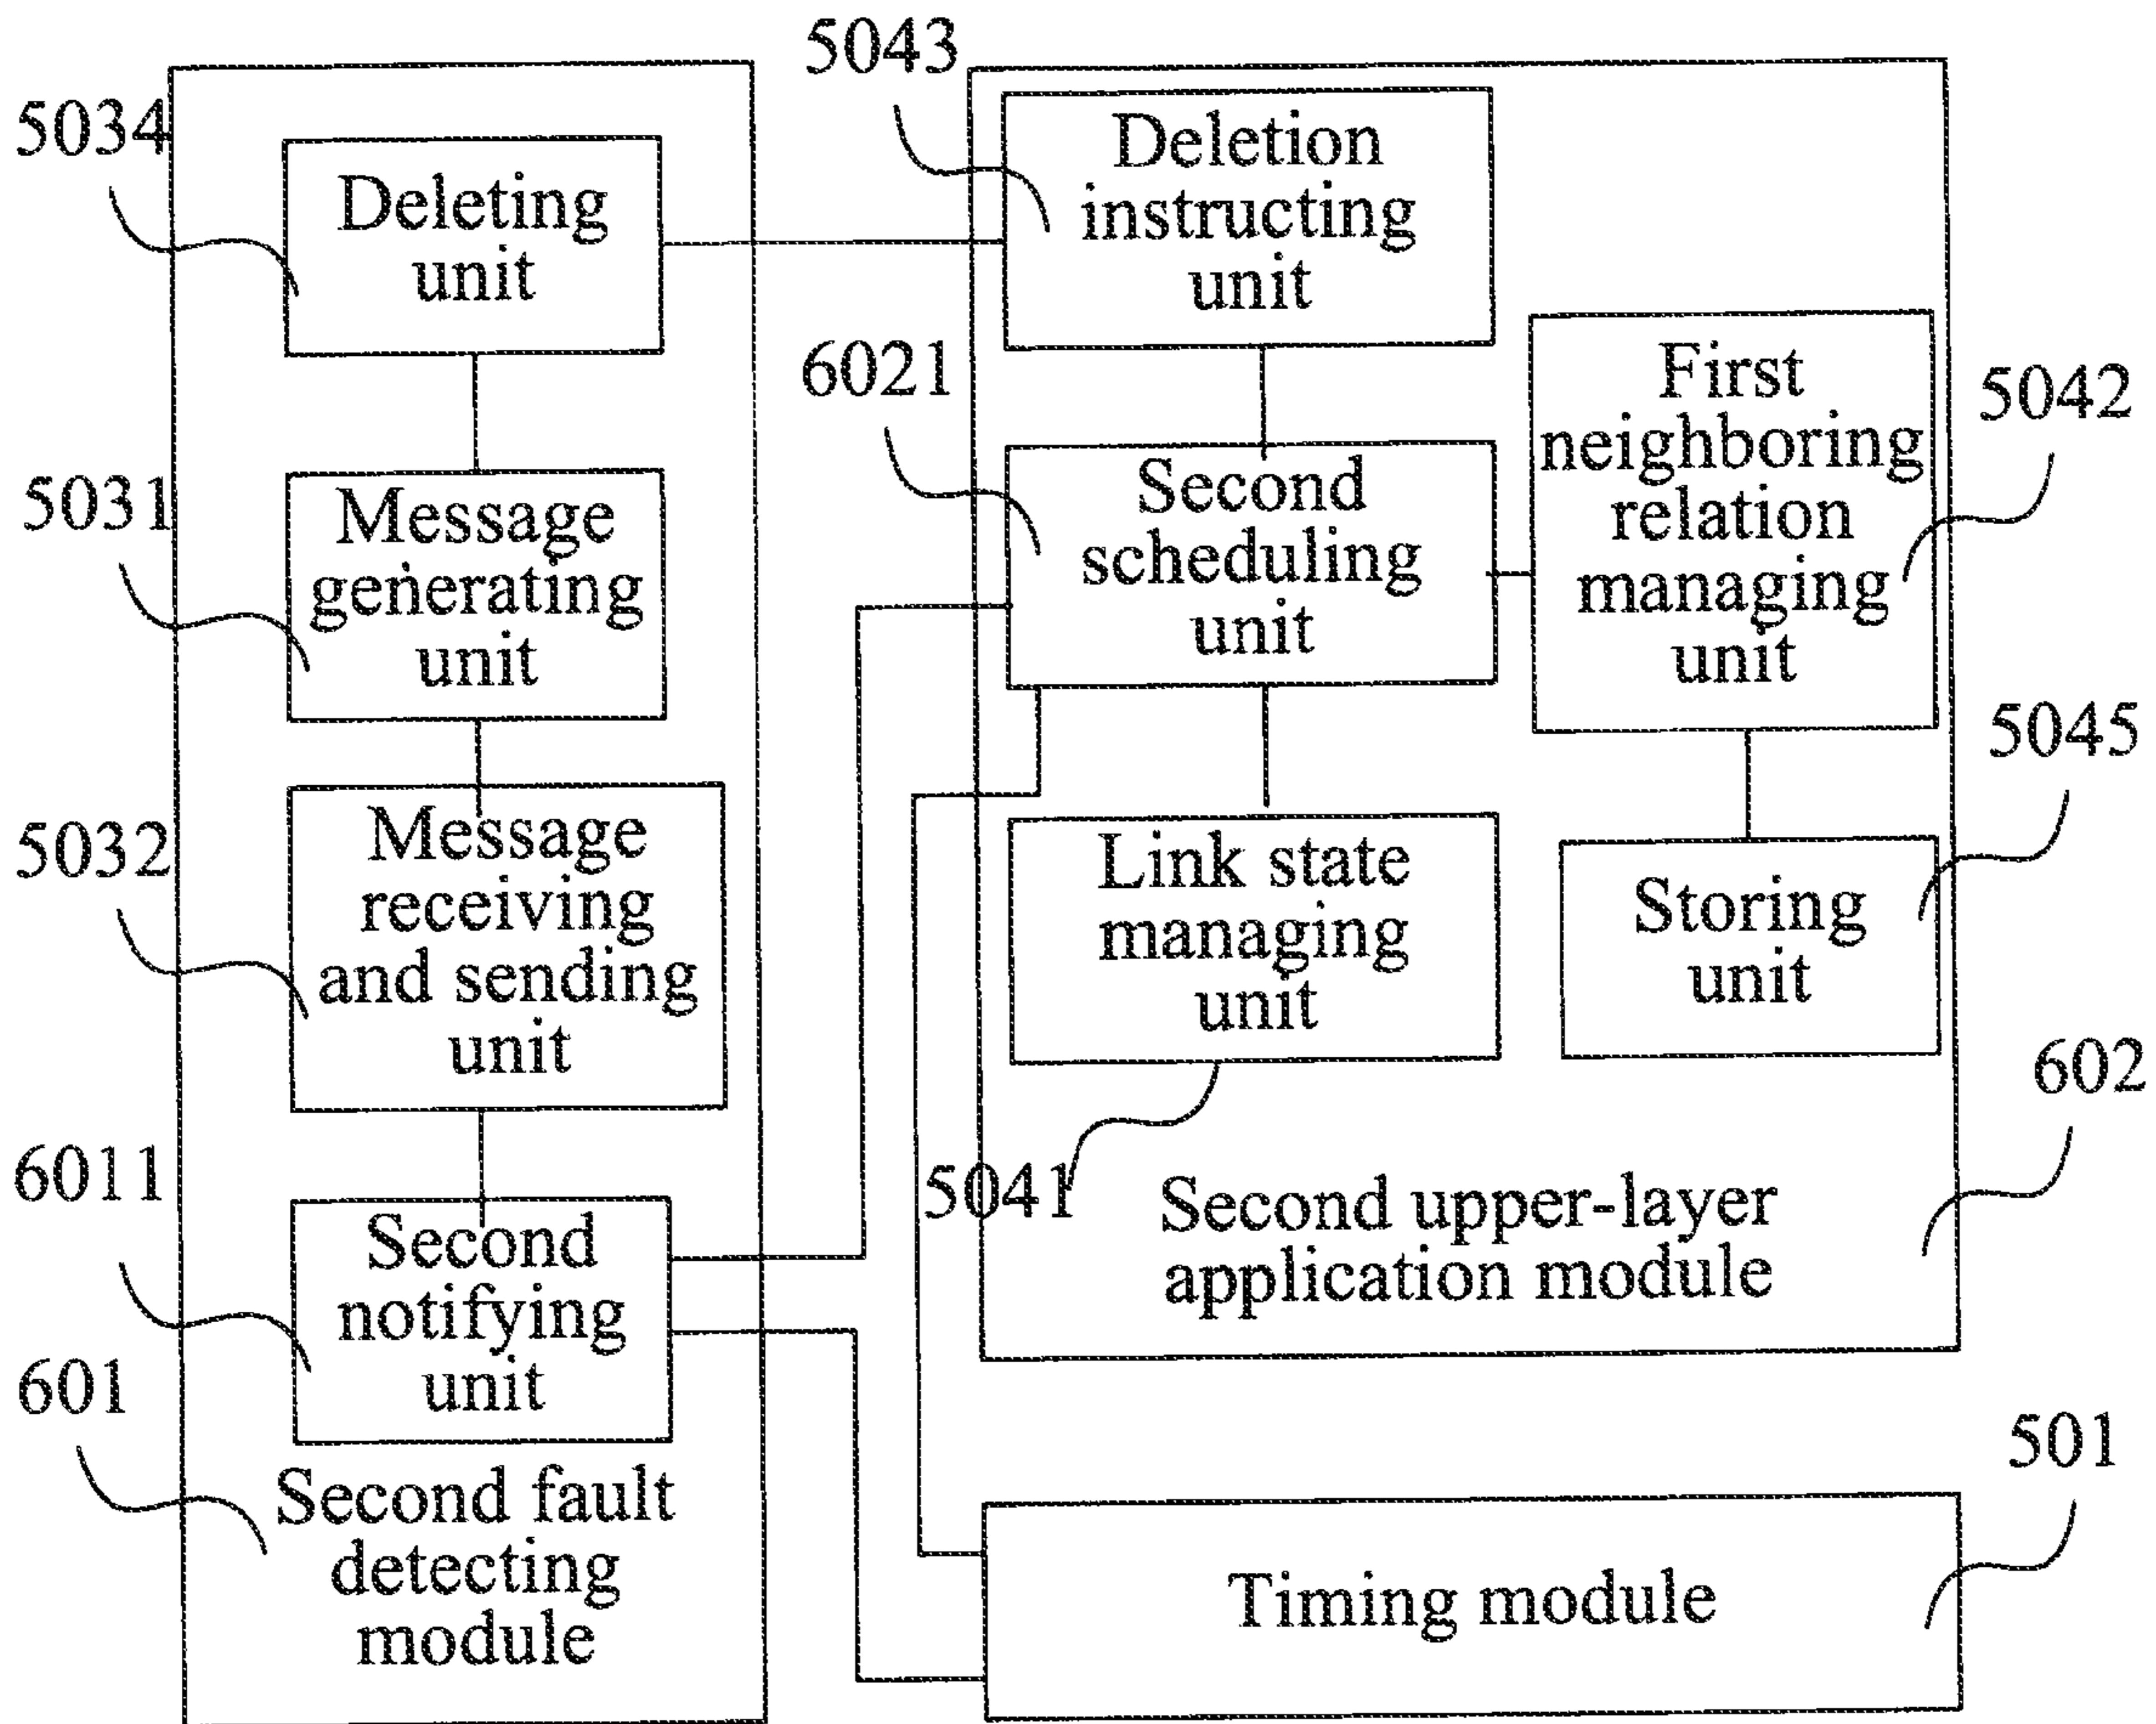 5034
Deleting
unit
5031
Message
generating
unit
5032
Message
receiving
and sending
unit
6011
Second
notifying
unit
601
Second fault
detecting
module
5043
Deletion
instructing
unit
6021
Second
scheduling
unit
First
neighboring
relation
managing
unit
5042
5045
Link state
managing
unit
Storing
unit
5041
602
Second upper-layer
application module
501
Timing module